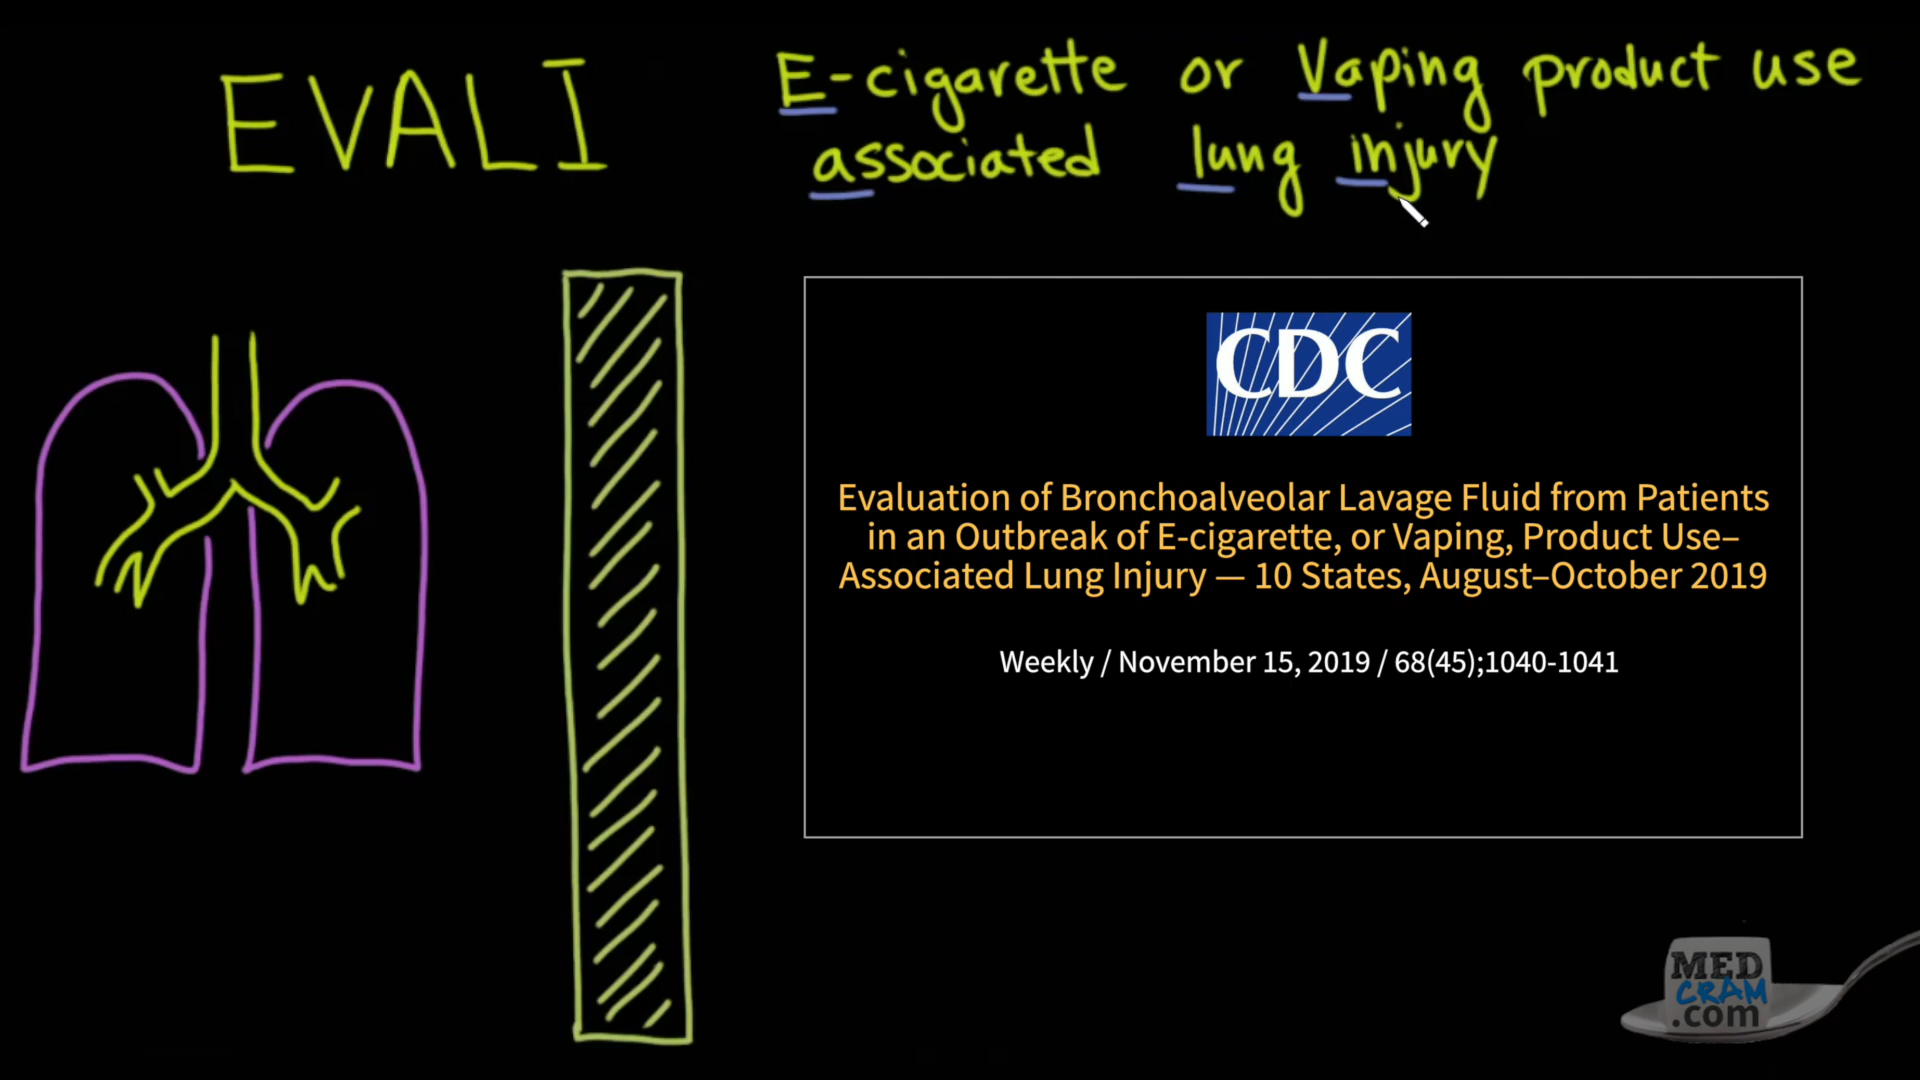 EVALI
E-cigarette or Vaping product use
associated lung injury
CDC
Evaluation of Bronchoalveolar Lavage Fluid from Patients
in an Outbreak of E-cigarette, or Vaping, Product Use–
Associated Lung Injury — 10 States, August–October 2019
Weekly / November 15, 2019 / 68(45);1040-1041
MED
CRAM
.com